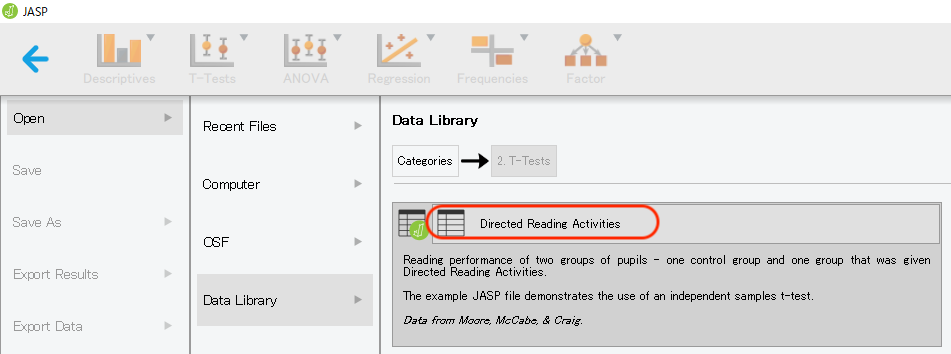 JASP
Descriptives
T-Tests
ANOVA
Regression
Frequencies
Factor
Open
Save
Save As
Export Results
Export Data
Recent Files
Computer
OSF
Data Library
Data Library
Categories
2. T-Tests
Directed Reading Activities
Reading performance of two groups of pupils - one control group and one group that was given
Directed Reading Activities.
The example JASP file demonstrates the use of an independent samples t-test.
Data from Moore, McCabe, & Craig.